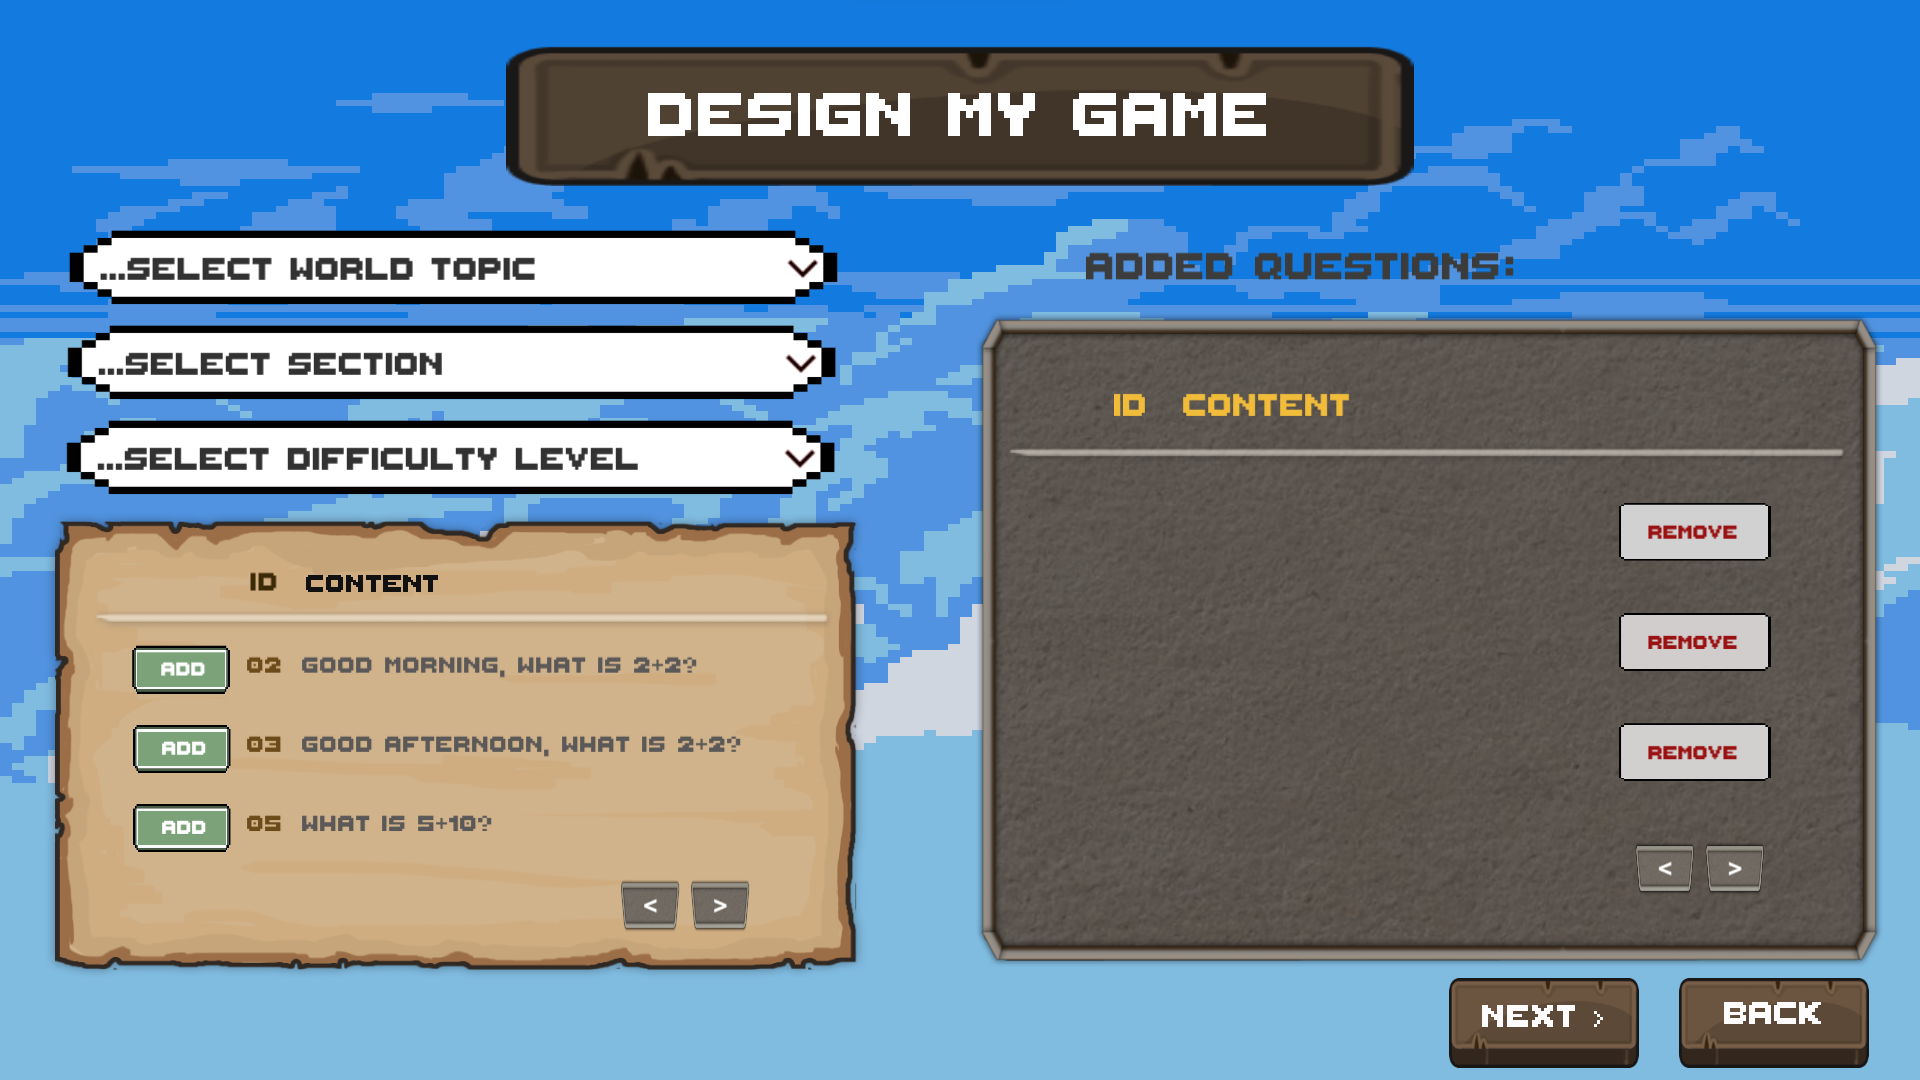 DESIGN MY GAME
...SELECT WORLD TOPIC
...SELECT SECTION
...SELECT DIFFICULTY LEVEL
ID CONTENT
ADD 02 GOOD MORNING, WHAT IS 2+2?
ADD 03 GOOD AFTERNOON, WHAT IS 2+2?
ADD 05 WHAT IS 5+10?
< >
ADDED QUESTIONS:
ID CONTENT
REMOVE
REMOVE
REMOVE
< >
NEXT >
BACK